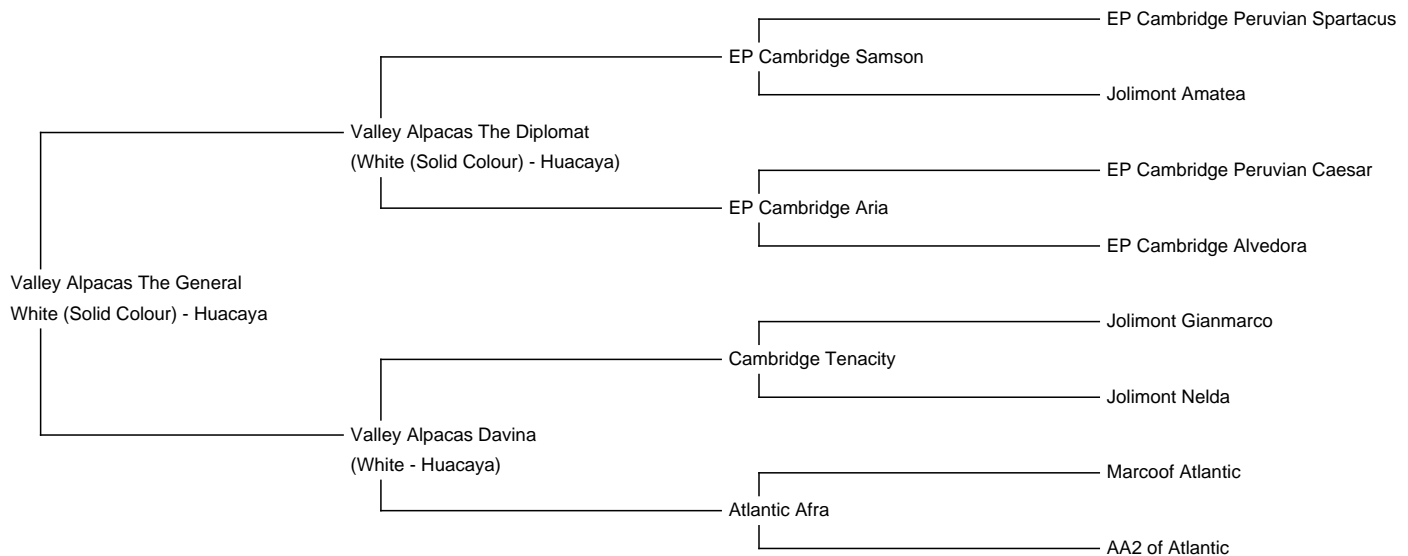 EP Cambridge Peruvian Spartacus
EP Cambridge Samson
Jolimont Amatea
Valley Alpacas The Diplomat
(White (Solid Colour) - Huacaya)
EP Cambridge Peruvian Caesar
EP Cambridge Aria
EP Cambridge Alvedora
Valley Alpacas The General
White (Solid Colour) - Huacaya
Jolimont Gianmarco
Cambridge Tenacity
Jolimont Nelda
Valley Alpacas Davina
(White - Huacaya)
Marcoof Atlantic
Atlantic Afra
AA2 of Atlantic